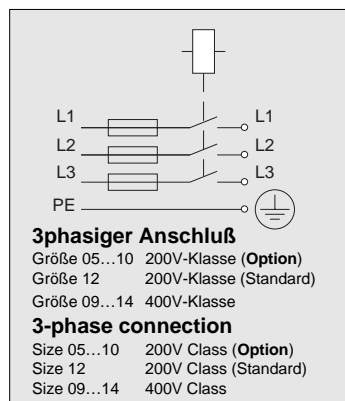 L1 L1
L2 L2
L3 L3
PE
3phasiger Anschluß
Größe 05…10 200V-Klasse (Option)
Größe 12 200V-Klasse (Standard)
Größe 09…14 400V-Klasse
3-phase connection
Size 05…10 200V Class (Option)
Size 12 200V Class (Standard)
Size 09…14 400V Class